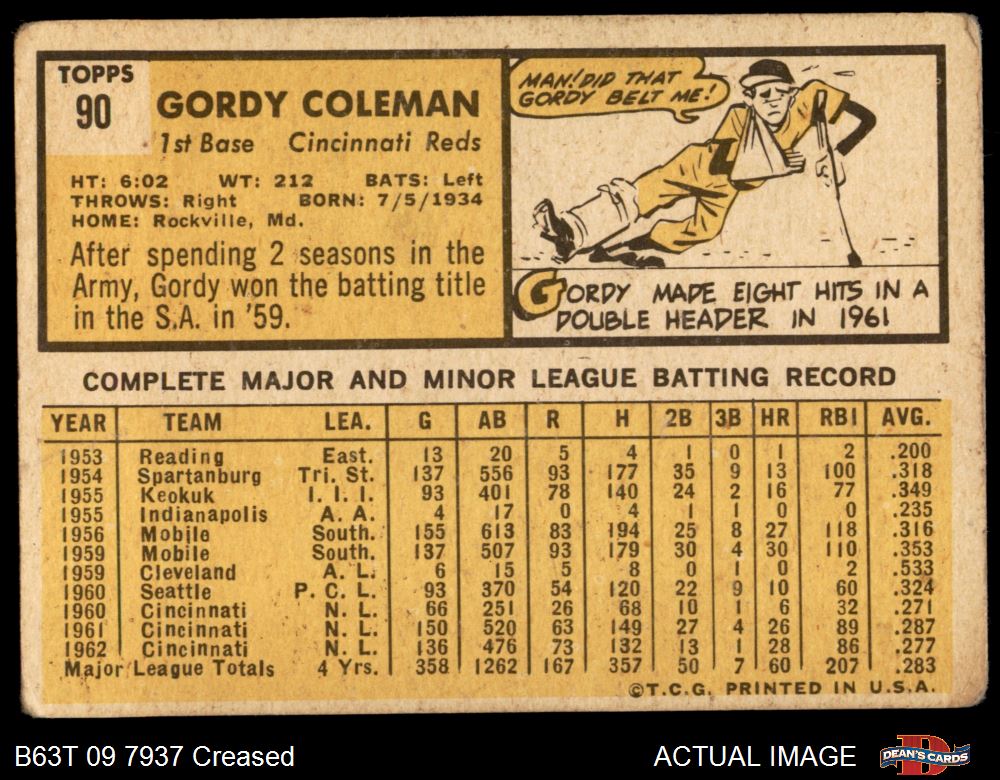 TOPPS
90
GORDY COLEMAN
1st Base Cincinnati Reds
HT: 6:02 WT: 212 BATS: Left
THROWS: Right BORN: 7/5/1934
HOME: Rockville, Md.
After spending 2 seasons in the
Army, Gordy won the batting title
in the S.A. in '59.
MAN! DID THAT
GORDY BELT ME!
GORDY MADE EIGHT HITS IN A
DOUBLE HEADER IN 1961
COMPLETE MAJOR AND MINOR LEAGUE BATTING RECORD
YEAR TEAM LEA. G AB R H 2B 3B HR RBI AVG.
1953 Reading East. 13 20 5 4 1 0 1 2 .200
1954 Spartanburg Tri. St. 137 556 93 177 35 9 13 100 .318
1955 Keokuk I. I. I. 93 401 78 140 24 2 16 77 .349
1955 Indianapolis A. A. 4 17 0 4 1 1 0 0 .235
1956 Mobile South. 155 613 83 194 25 8 27 118 .316
1959 Mobile South. 137 507 93 179 30 4 30 110 .353
1959 Cleveland A. L. 6 15 5 8 0 1 0 2 .533
1960 Seattle P. C. L. 93 370 54 120 22 9 10 60 .324
1960 Cincinnati N. L. 66 251 26 68 10 1 6 32 .271
1961 Cincinnati N. L. 150 520 63 149 27 4 26 89 .287
1962 Cincinnati N. L. 136 476 73 132 13 1 28 86 .277
Major League Totals 4 Yrs. 358 1262 167 357 50 7 60 207 .283
©T.C.G. PRINTED IN U.S.A.
B63T 09 7937 Creased
ACTUAL IMAGE
DEAN'S CARDS